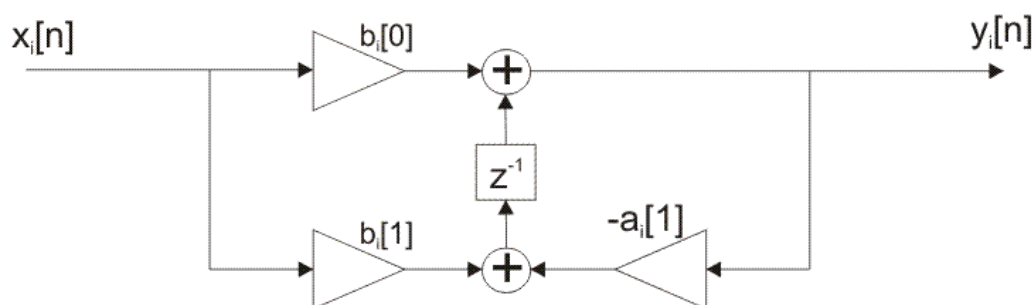 xᵢ[n]
bᵢ[0]
yᵢ[n]
+
z⁻¹
bᵢ[1]
-aᵢ[1]
+